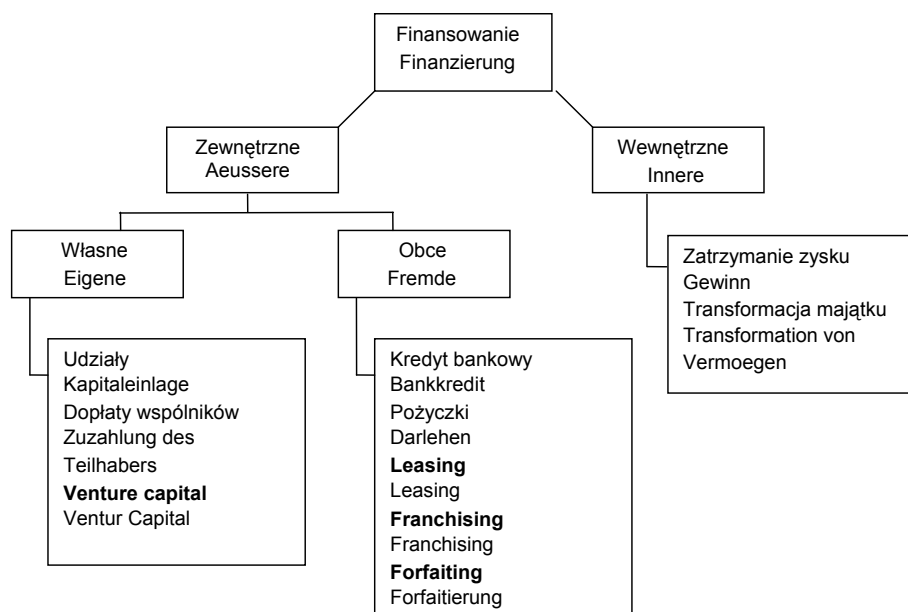 Finansowanie
Finanzierung
Zewnętrzne
Aeussere
Wewnętrzne
Innere
Własne
Eigene
Obce
Fremde
Zatrzymanie zysku
Gewinn
Transformacja majątku
Transformation von
Vermoegen
Udziały
Kapitaleinlage
Dopłaty wspólników
Zuzahlung des
Teilhabers
Venture capital
Ventur Capital
Kredyt bankowy
Bankkredit
Pożyczki
Darlehen
Leasing
Leasing
Franchising
Franchising
Forfaiting
Forfaitierung